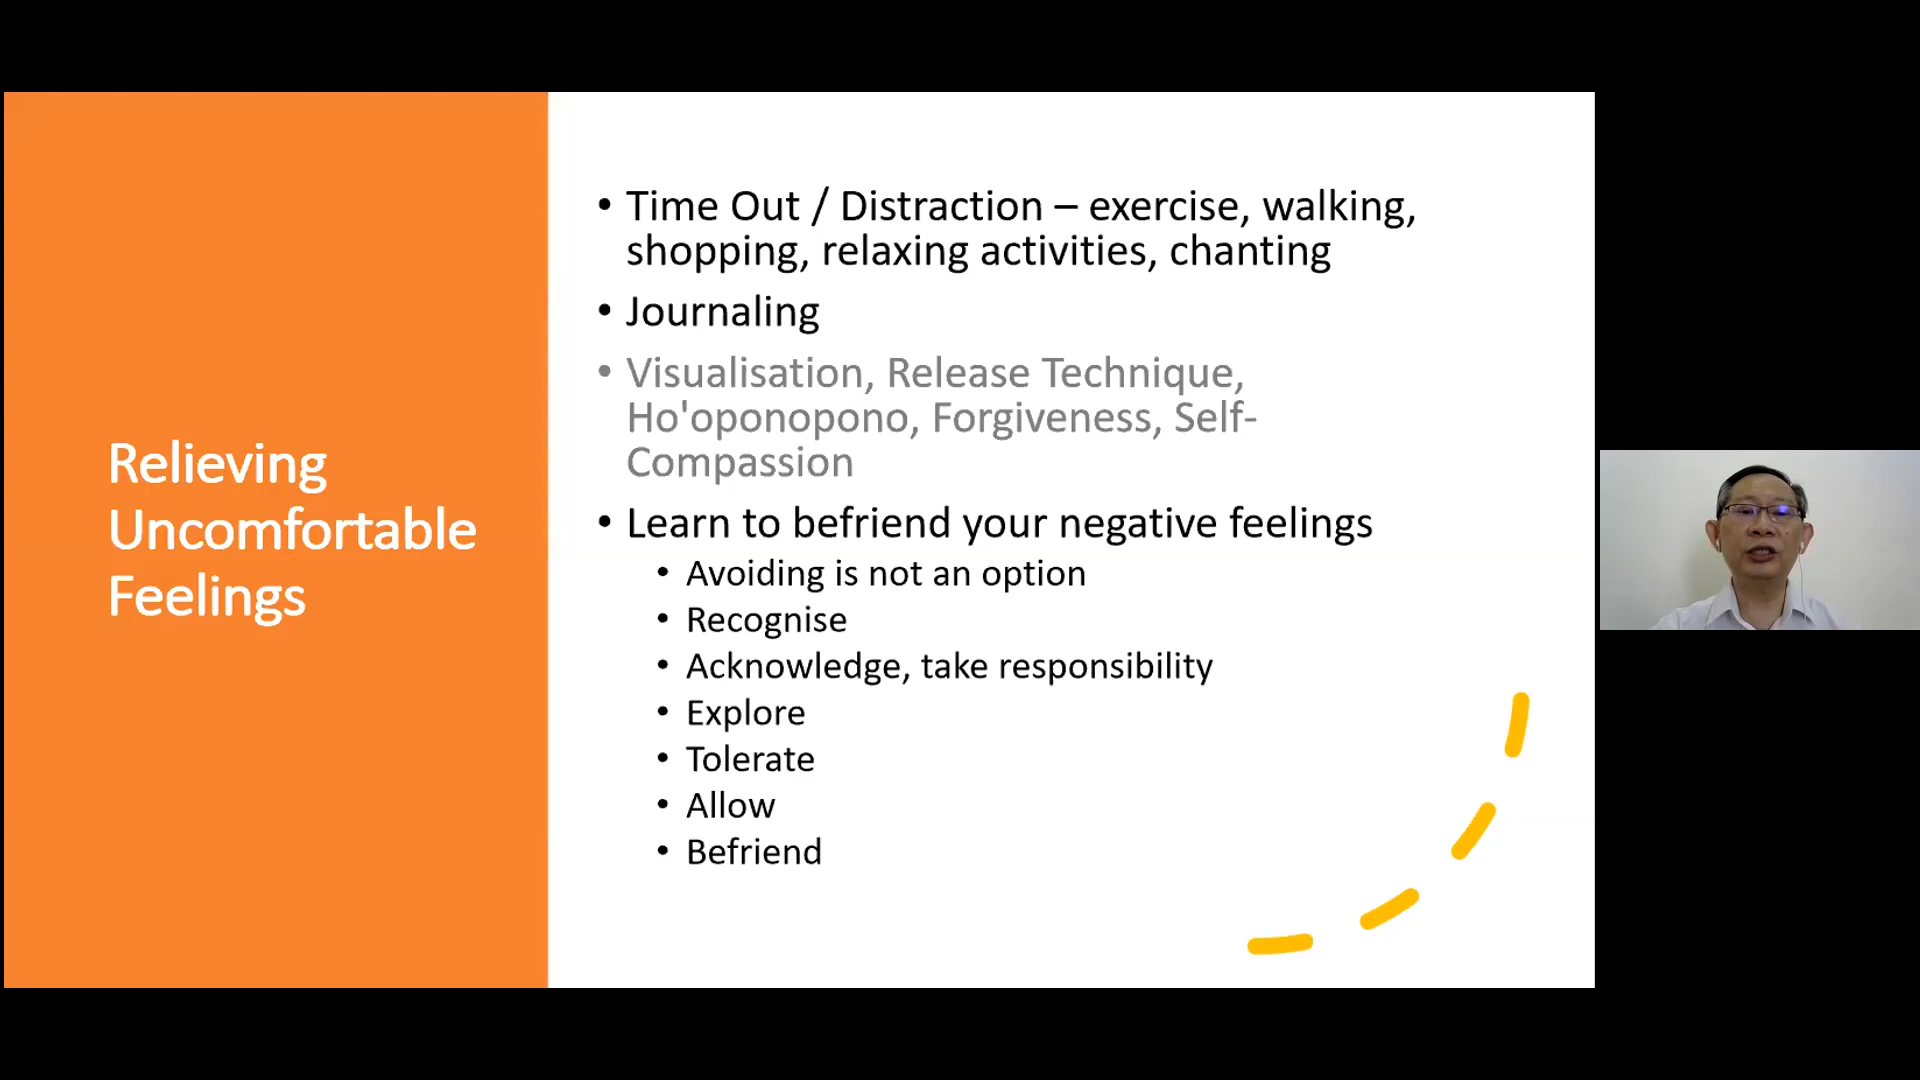 Relieving
Uncomfortable
Feelings
• Time Out / Distraction – exercise, walking,
shopping, relaxing activities, chanting
• Journaling
• Visualisation, Release Technique,
Ho'oponopono, Forgiveness, Self-
Compassion
• Learn to befriend your negative feelings
• Avoiding is not an option
• Recognise
• Acknowledge, take responsibility
• Explore
• Tolerate
• Allow
• Befriend